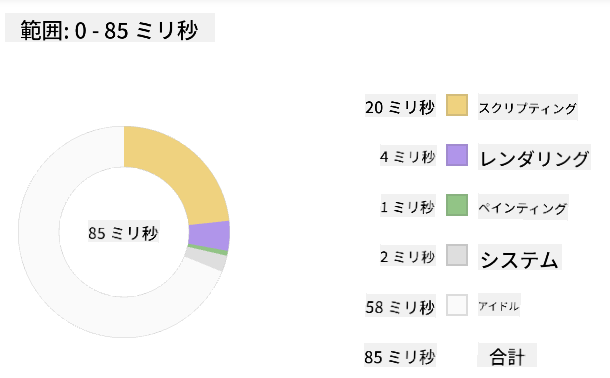 範囲: 0 - 85 ミリ秒
20 ミリ秒 スクリプティング
4 ミリ秒 レンダリング
1 ミリ秒 ペインティング
85 ミリ秒
2 ミリ秒 システム
58 ミリ秒 アイドル
85 ミリ秒 合計